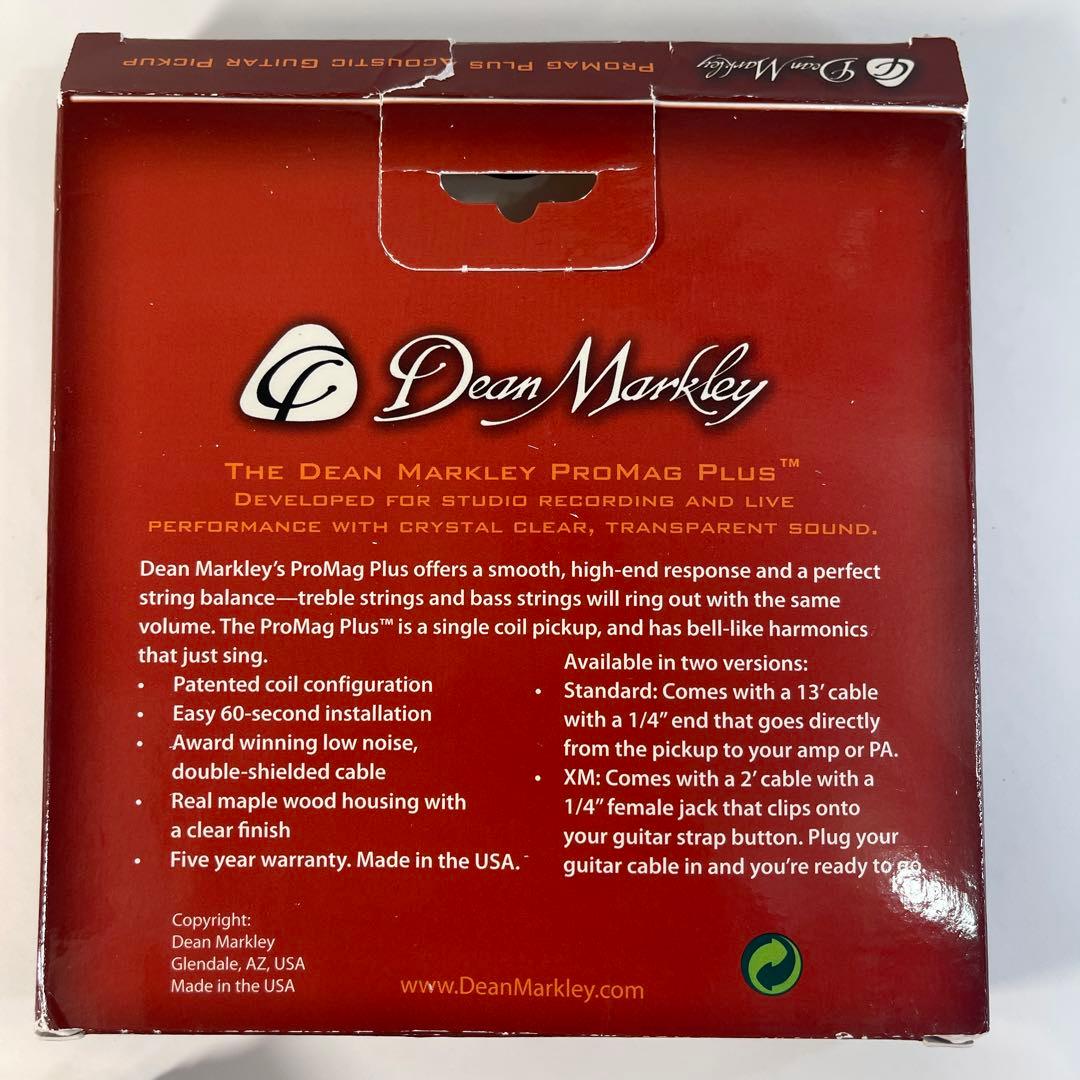 ProMag Plus Acoustic Guitar Pickup
Dean Markley
Dean Markley
The Dean Markley ProMag Plus™
Developed for studio recording and live
performance with crystal clear, transparent sound.
Dean Markley's ProMag Plus offers a smooth, high-end response and a perfect
string balance—treble strings and bass strings will ring out with the same
volume. The ProMag Plus™ is a single coil pickup, and has bell-like harmonics
that just sing.
• Patented coil configuration
• Easy 60-second installation
• Award winning low noise,
double-shielded cable
• Real maple wood housing with
a clear finish
• Five year warranty. Made in the USA.
Available in two versions:
• Standard: Comes with a 13' cable
with a 1/4" end that goes directly
from the pickup to your amp or PA.
• XM: Comes with a 2' cable with a
1/4" female jack that clips onto
your guitar strap button. Plug your
guitar cable in and you're ready to go.
Copyright:
Dean Markley
Glendale, AZ, USA
Made in the USA
www.DeanMarkley.com